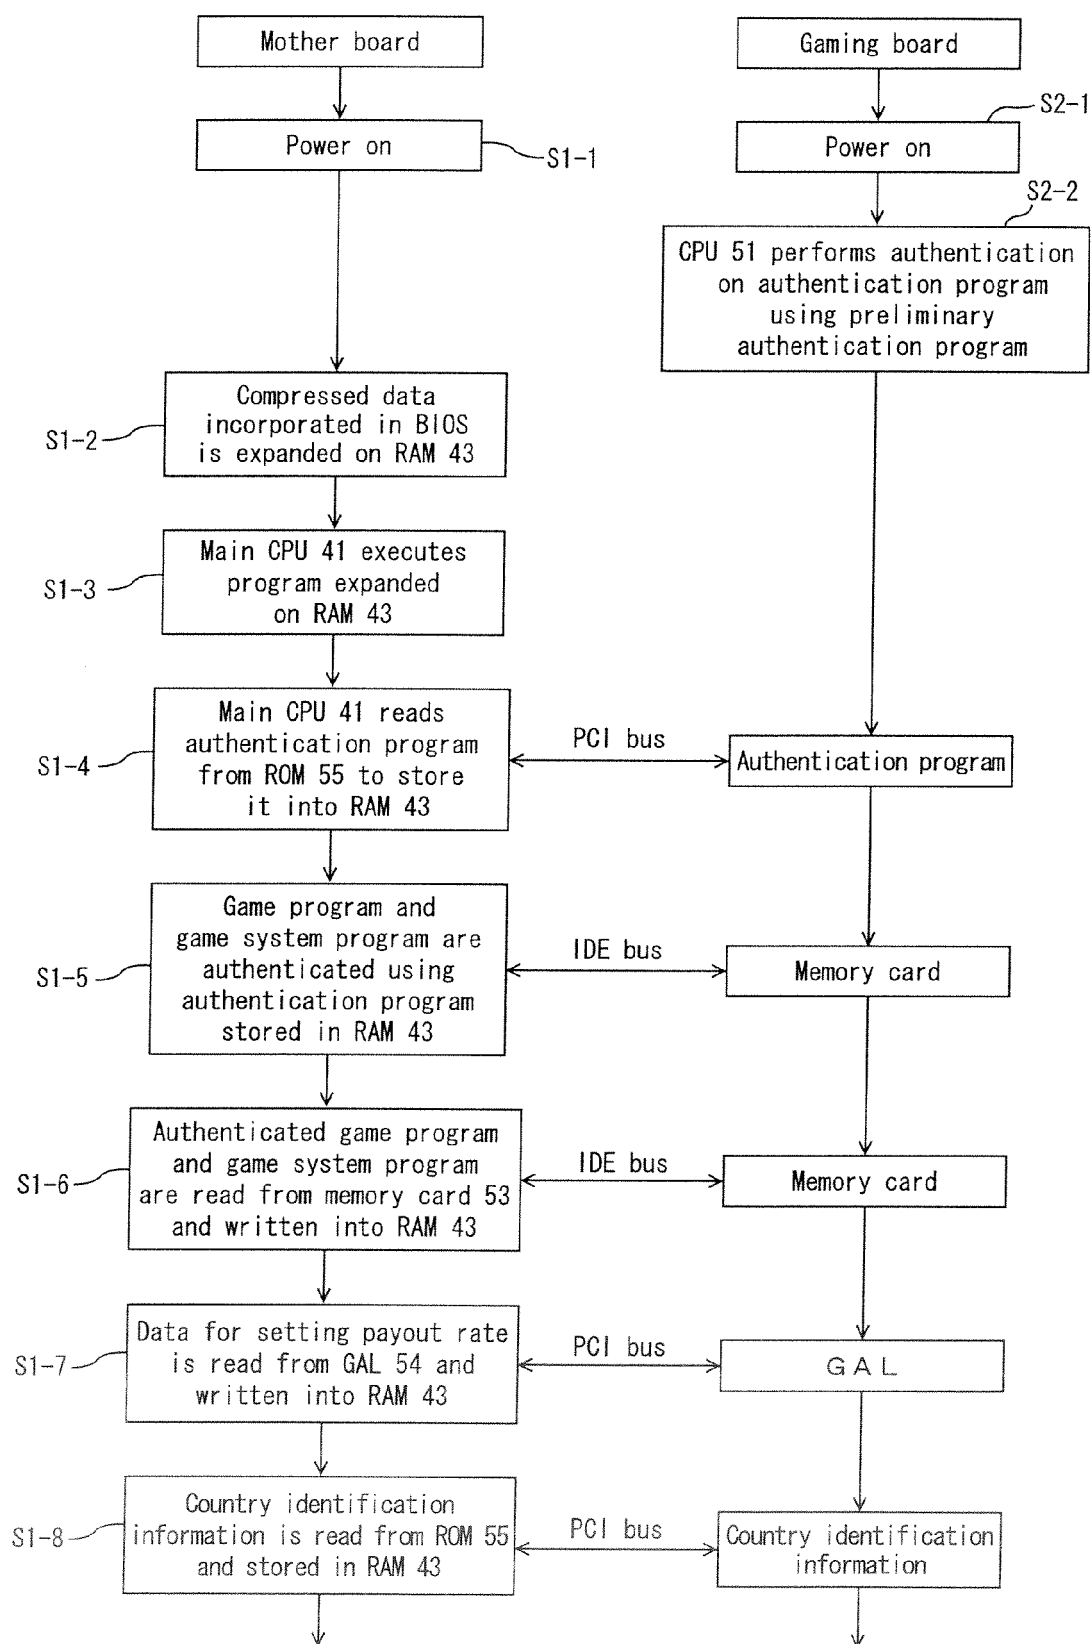 Mother board
Gaming board
Power on
S1-1
Power on
S2-1
CPU 51 performs authentication
on authentication program
using preliminary
authentication program
S2-2
Compressed data
incorporated in BIOS
is expanded on RAM 43
S1-2
Main CPU 41 executes
program expanded
on RAM 43
S1-3
Main CPU 41 reads
authentication program
from ROM 55 to store
it into RAM 43
S1-4
PCI bus
Authentication program
Game program and
game system program are
authenticated using
authentication program
stored in RAM 43
S1-5
IDE bus
Memory card
Authenticated game program
and game system program
are read from memory card 53
and written into RAM 43
S1-6
IDE bus
Memory card
Data for setting payout rate
is read from GAL 54 and
written into RAM 43
S1-7
PCI bus
GAL
Country identification
information is read from ROM 55
and stored in RAM 43
S1-8
PCI bus
Country identification
information